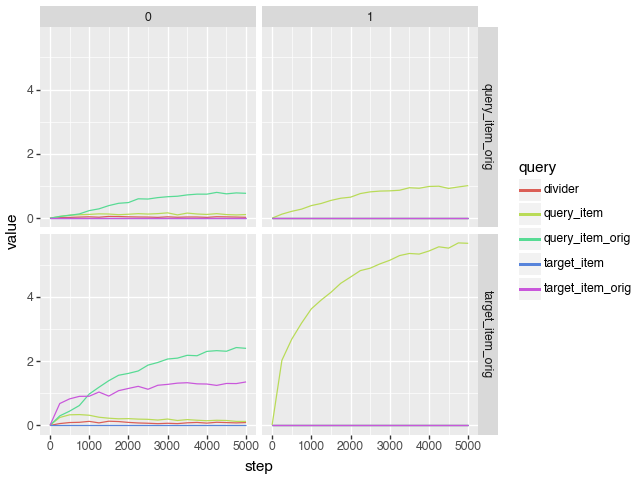 0 1
4
2
0
query_item_orig
4
2
0
target_item_orig
0 1000 2000 3000 4000 5000 0 1000 2000 3000 4000 5000
step
value
query
divider
query_item
query_item_orig
target_item
target_item_orig